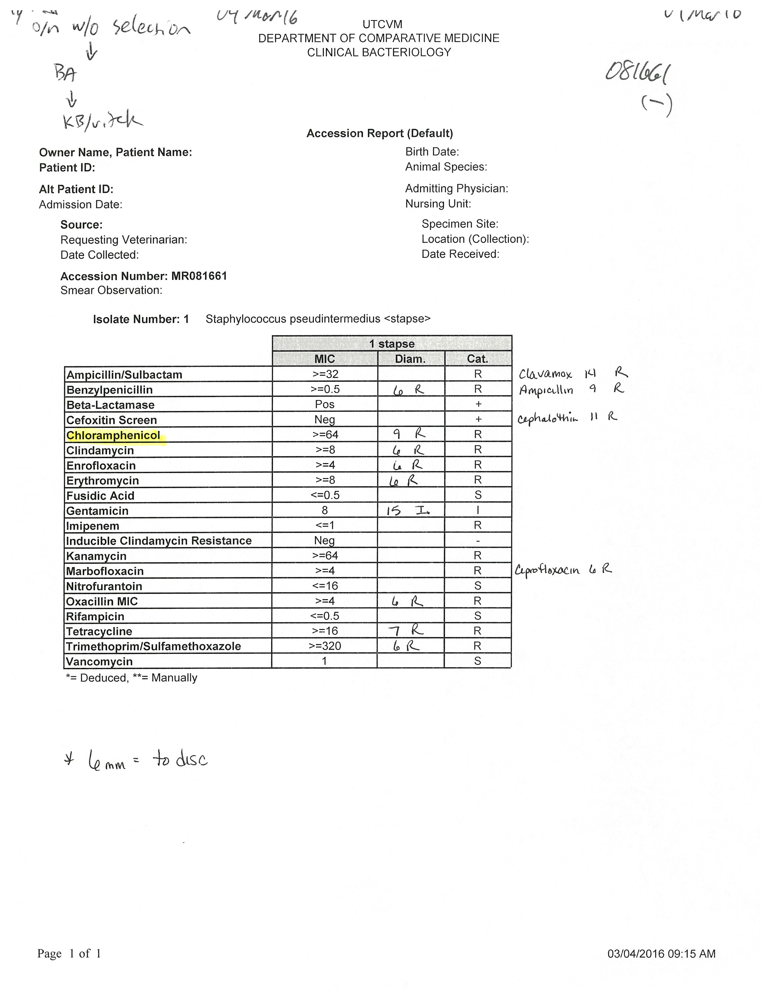 o/n w/o selection
↓
BA
↓
KB/vitek
04 Mar 16
UTCVM
DEPARTMENT OF COMPARATIVE MEDICINE
CLINICAL BACTERIOLOGY
081661
(-)
Accession Report (Default)
Owner Name, Patient Name:
Birth Date:
Patient ID:
Animal Species:
Alt Patient ID:
Admitting Physician:
Admission Date:
Nursing Unit:
Source:
Specimen Site:
Requesting Veterinarian:
Location (Collection):
Date Collected:
Date Received:
Accession Number: MR081661
Smear Observation:
Isolate Number: 1 Staphylococcus pseudintermedius <stapse>
1 stapse
MIC Diam. Cat.
Ampicillin/Sulbactam >=32 R Clavamox 14 R
Benzylpenicillin >=0.5 6 R R Ampicillin 9 R
Beta-Lactamase Pos +
Cefoxitin Screen Neg + Cephalothin 11 R
Chloramphenicol >=64 9 R R
Clindamycin >=8 6 R R
Enrofloxacin >=4 6 R R
Erythromycin >=8 6 R R
Fusidic Acid <=0.5 S
Gentamicin 8 15 I I
Imipenem <=1 R
Inducible Clindamycin Resistance Neg -
Kanamycin >=64 R
Marbofloxacin >=4 R Ciprofloxacin 6 R
Nitrofurantoin <=16 S
Oxacillin MIC >=4 6 R R
Rifampicin <=0.5 S
Tetracycline >=16 7 R R
Trimethoprim/Sulfamethoxazole >=320 6 R R
Vancomycin 1 S
*= Deduced, **= Manually
* 6mm = to disc
Page 1 of 1
03/04/2016 09:15 AM